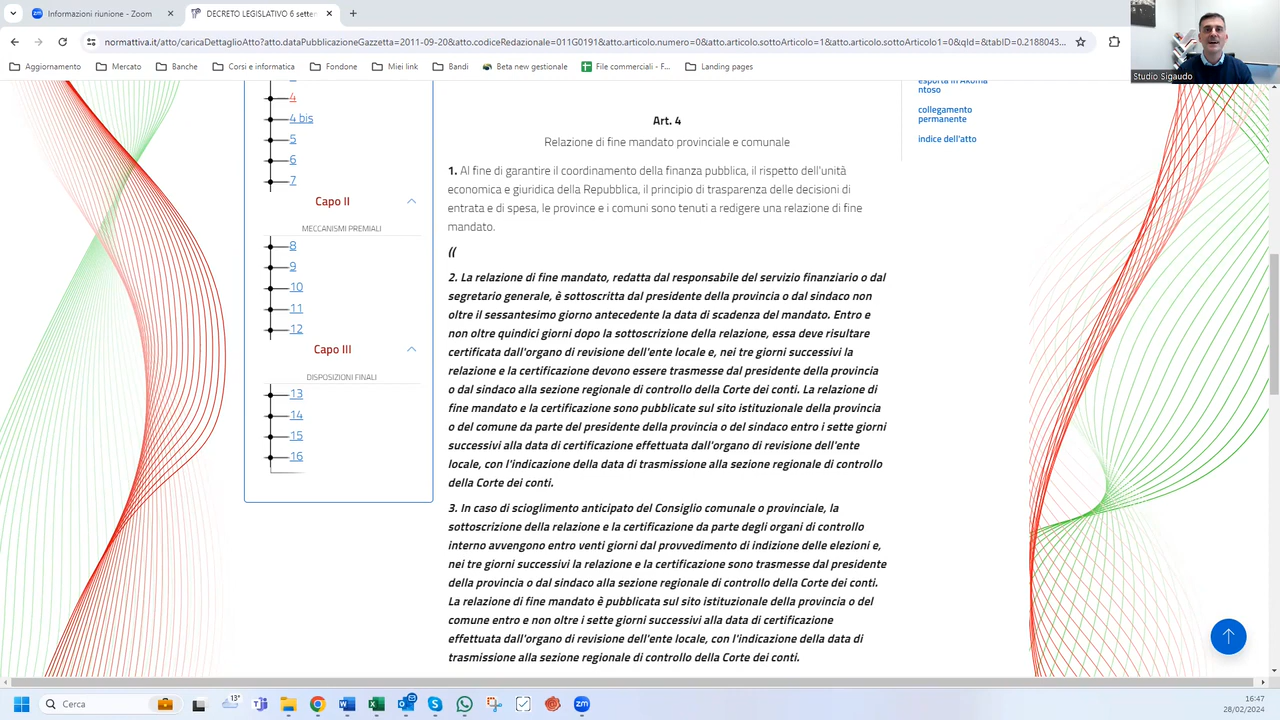 Informazioni riunione - Zoom
DECRETO LEGISLATIVO 6 sette
normattiva.it/atto/caricaDettaglioAtto?atto.dataPubblicazioneGazzetta=2011-09-20&atto.codiceRedazionale=011G0191&atto.articolo.numero=0&atto.articolo.sottoArticolo=1&atto.articolo.sottoArticolo1=0&qId=&tabID=0.2188043...
Aggiornamento
Mercato
Banche
Corsi e informatica
Fondone
Miei link
Bandi
Beta nav gestionale
File commerciali - F...
Landing pages
Studio Sigaudo
4
4 bis
5
6
7
Capo II
MECCANISMI PREMIALI
8
9
10
11
12
Capo III
DISPOSIZIONI FINALI
13
14
15
16
Art. 4
Relazione di fine mandato provinciale e comunale
1. Al fine di garantire il coordinamento della finanza pubblica, il rispetto dell'unità
economica e giuridica della Repubblica, il principio di trasparenza delle decisioni di
entrata e di spesa, le province e i comuni sono tenuti a redigere una relazione di fine
mandato.
((
2. La relazione di fine mandato, redatta dal responsabile del servizio finanziario o dal
segretario generale, è sottoscritta dal presidente della provincia o dal sindaco non
oltre il sessantesimo giorno antecedente la data di scadenza del mandato. Entro e
non oltre quindici giorni dopo la sottoscrizione della relazione, essa deve risultare
certificata dall'organo di revisione dell'ente locale e, nei tre giorni successivi la
relazione e la certificazione devono essere trasmesse dal presidente della provincia
o dal sindaco alla sezione regionale di controllo della Corte dei conti. La relazione di
fine mandato e la certificazione sono pubblicate sul sito istituzionale della provincia
o del comune da parte del presidente della provincia o del sindaco entro i sette giorni
successivi alla data di certificazione effettuata dall'organo di revisione dell'ente
locale, con l'indicazione della data di trasmissione alla sezione regionale di controllo
della Corte dei conti.
3. In caso di scioglimento anticipato del Consiglio comunale o provinciale, la
sottoscrizione della relazione e la certificazione da parte degli organi di controllo
interno avvengono entro venti giorni dal provvedimento di indizione delle elezioni e,
nei tre giorni successivi la relazione e la certificazione sono trasmesse dal presidente
della provincia o dal sindaco alla sezione regionale di controllo della Corte dei conti.
La relazione di fine mandato è pubblicata sul sito istituzionale della provincia o del
comune entro e non oltre i sette giorni successivi alla data di certificazione
effettuata dall'organo di revisione dell'ente locale, con l'indicazione della data di
trasmissione alla sezione regionale di controllo della Corte dei conti.
esporta in Akoma
ntoso
collegamento
permanente
indice dell'atto
Cerca
13°
16:47
28/02/2024